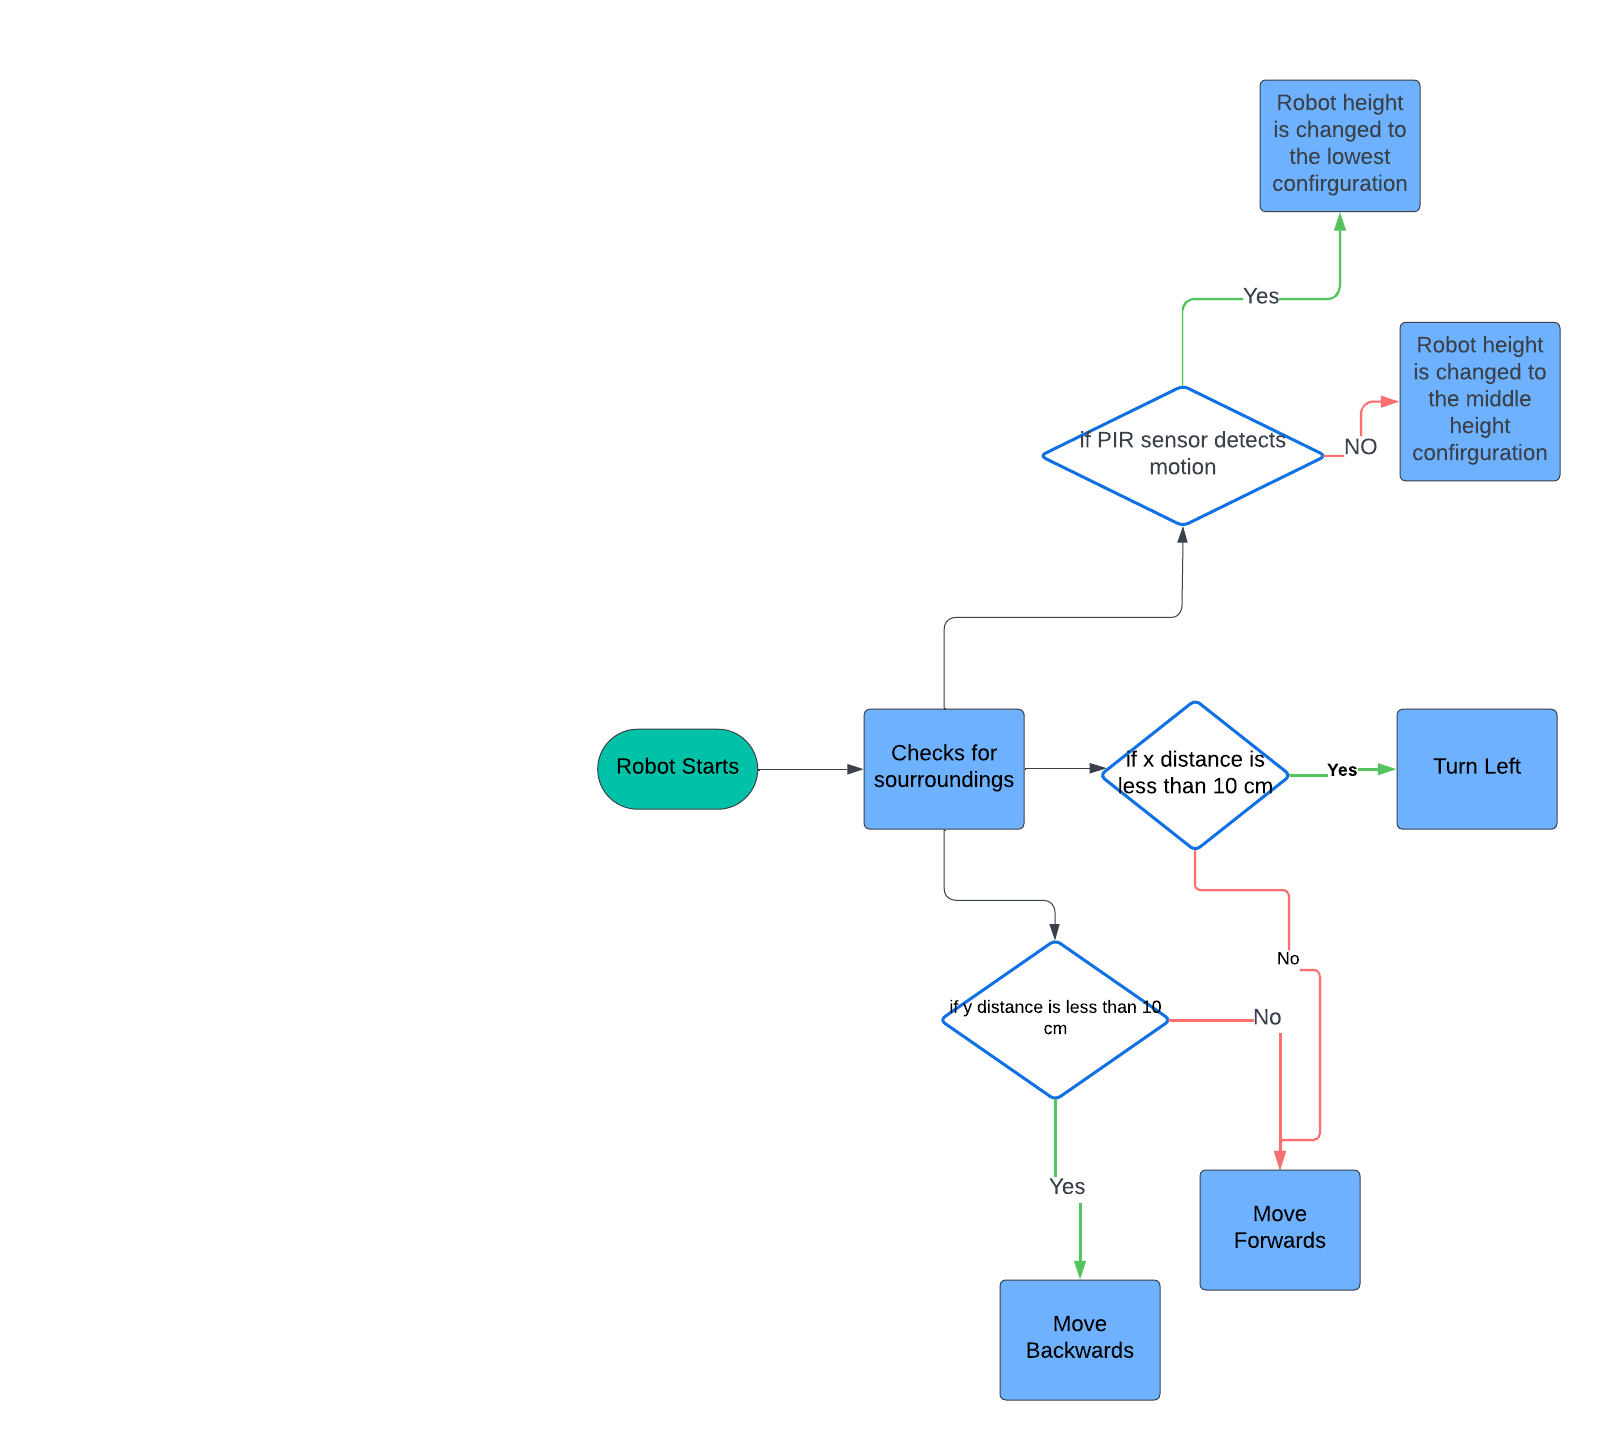 Robot height
is changed to
the lowest
confirguration
Yes
Robot height
is changed to
the middle
height
confirguration
if PIR sensor detects
motion
NO
Robot Starts
Checks for
sourroundings
if x distance is
less than 10 cm
Yes
Turn Left
No
if y distance is less than 10
cm
No
Yes
Move
Forwards
Move
Backwards